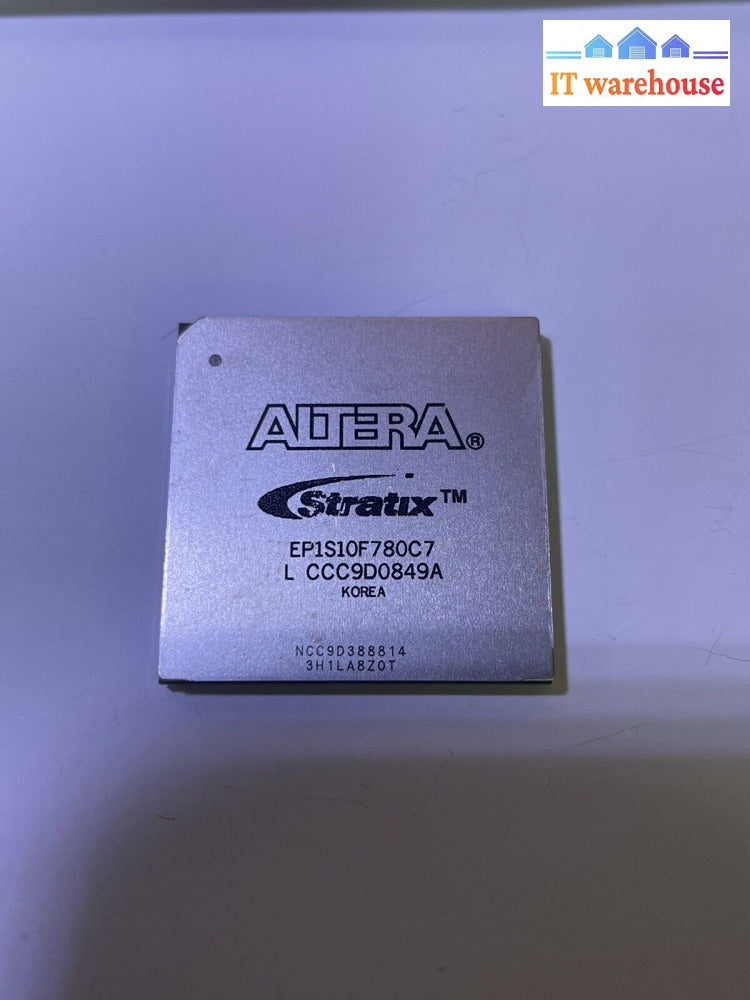 IT warehouse
ALTERA®
Stratix™
EP1S10F780C7
L CCC9D0849A
KOREA
NCC9D388814
3H1LA8Z0T